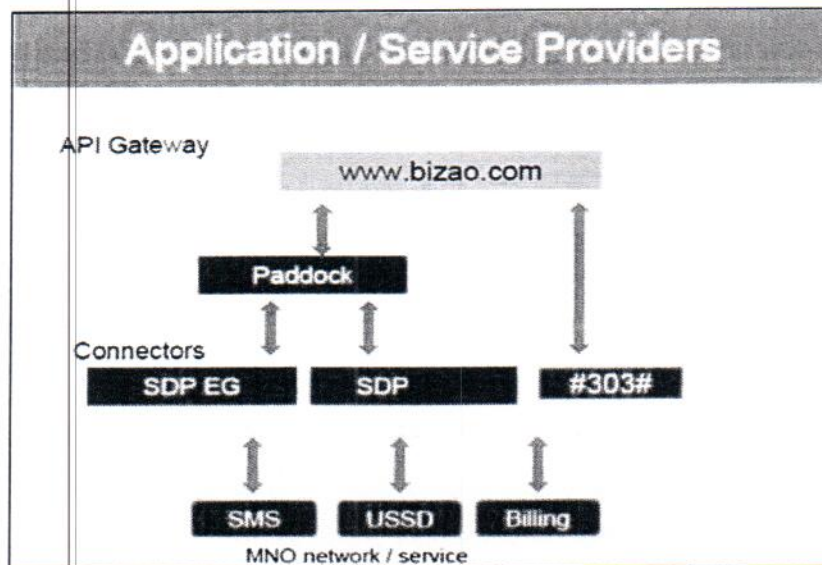 Application / Service Providers
API Gateway
www.bizao.com
Paddock
Connectors
SDP EG
SDP
#303#
SMS
USSD
Billing
MNO network / service